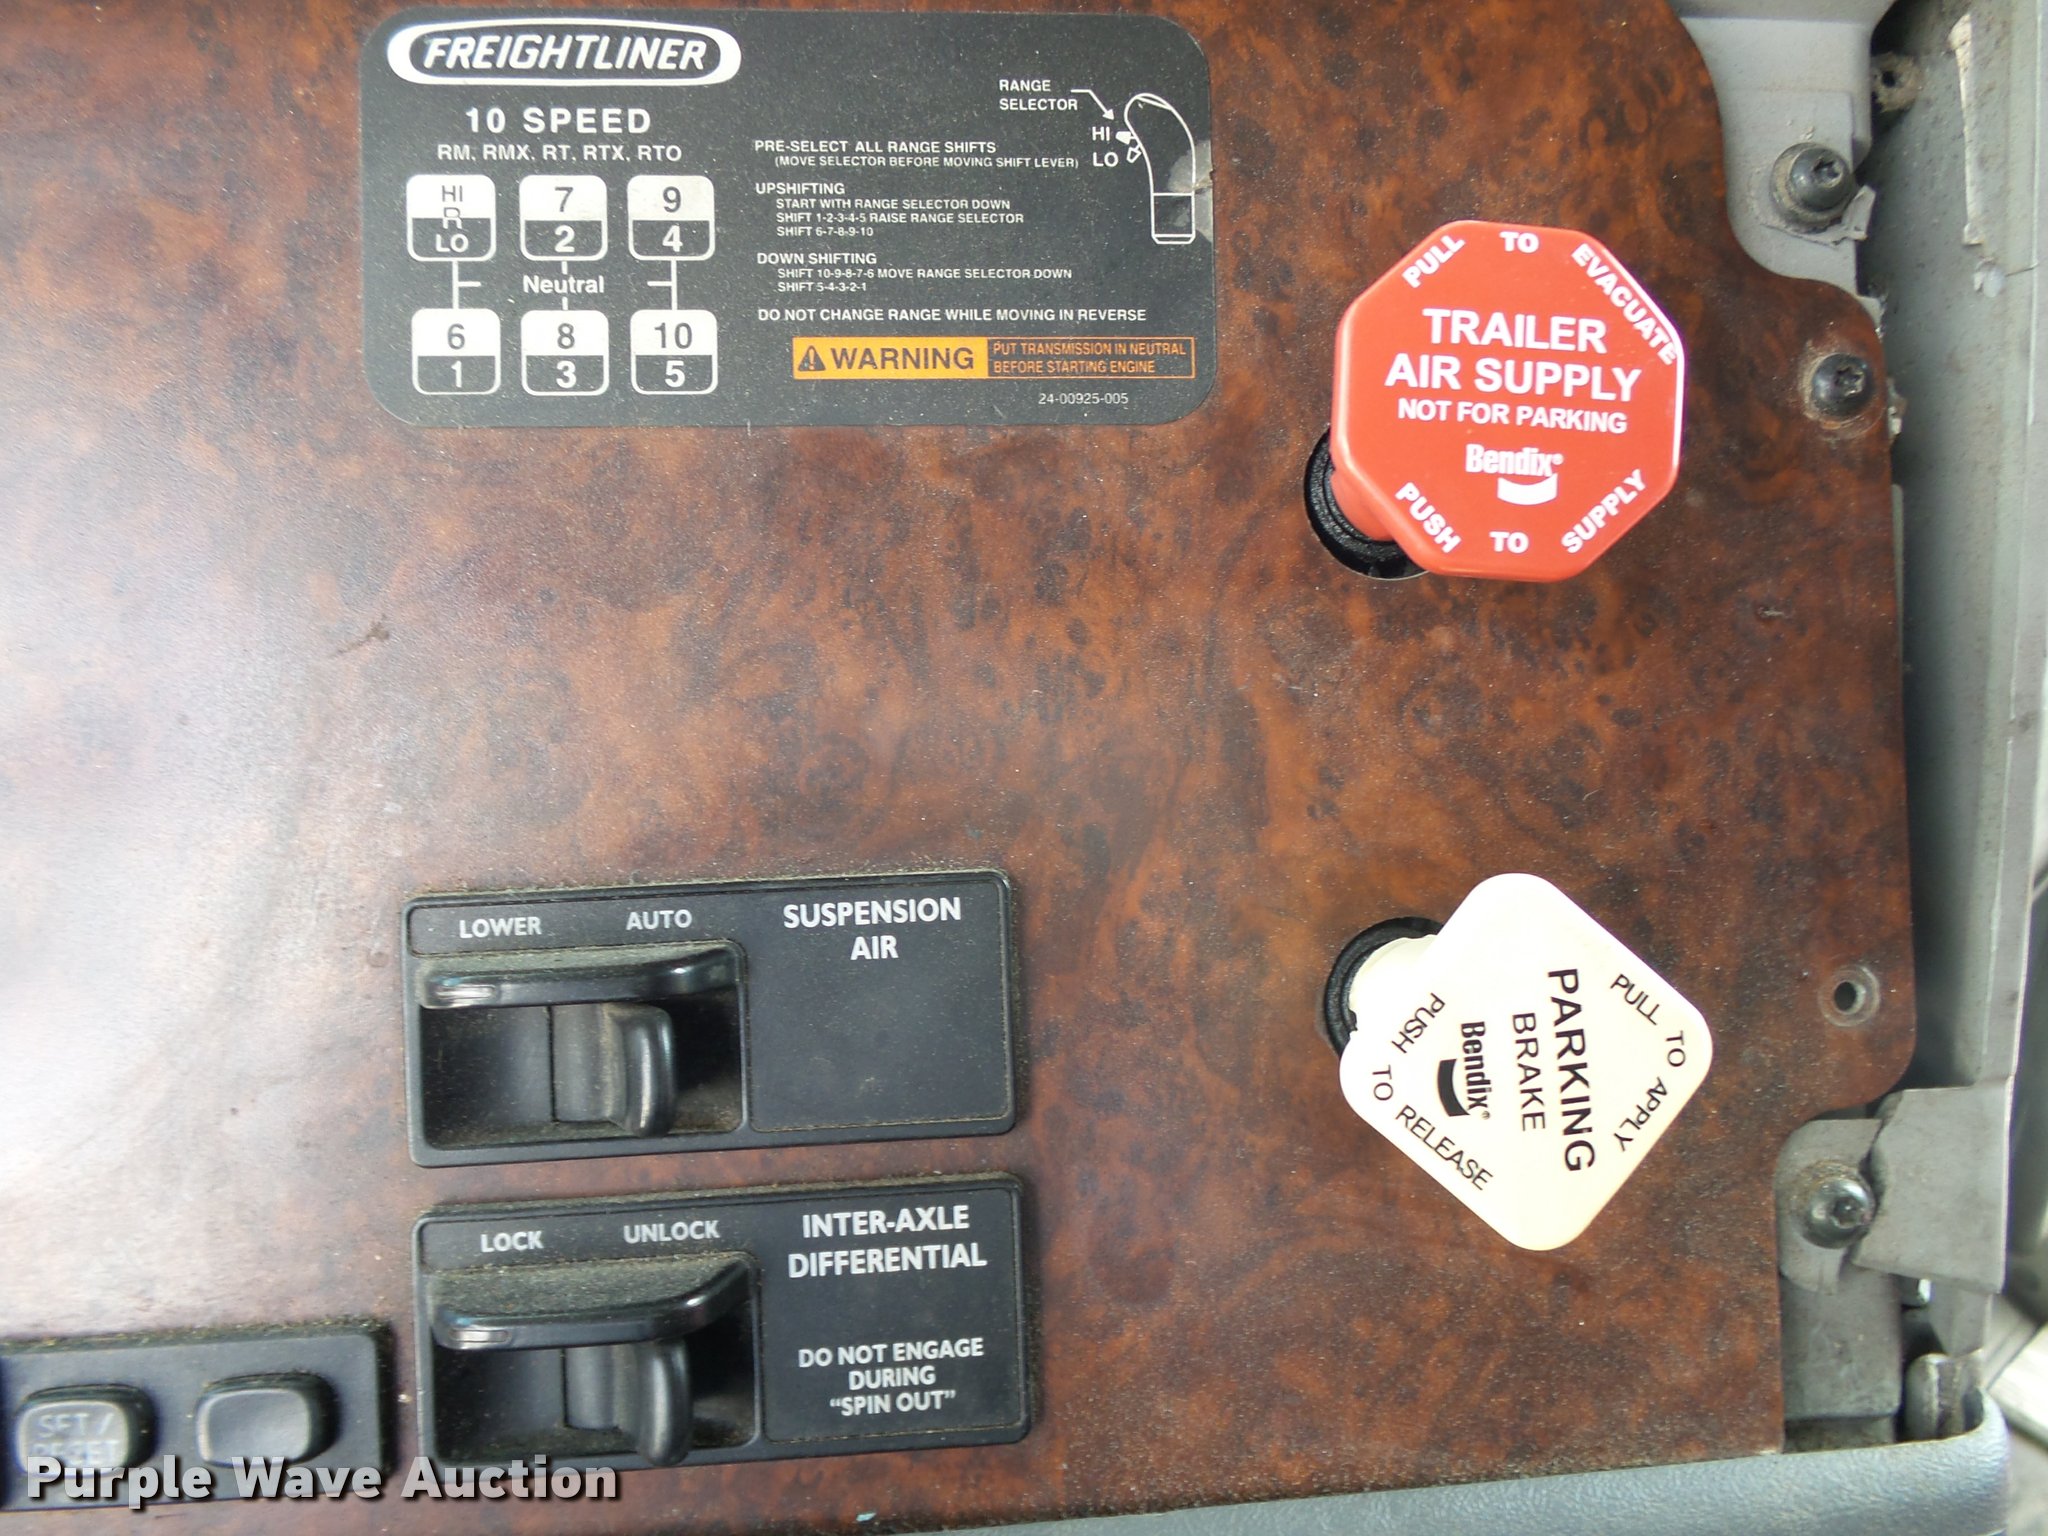 FREIGHTLINER
10 SPEED
RM, RMX, RT, RTX, RTO
HI
R
LO
7
2
9
4
Neutral
6
1
8
3
10
5
RANGE
SELECTOR
HI
LO
PRE-SELECT ALL RANGE SHIFTS
(MOVE SELECTOR BEFORE MOVING SHIFT LEVER)
UPSHIFTING
START WITH RANGE SELECTOR DOWN
SHIFT 1-2-3-4-5 RAISE RANGE SELECTOR
SHIFT 6-7-8-9-10
DOWN SHIFTING
SHIFT 10-9-8-7-6 MOVE RANGE SELECTOR DOWN
SHIFT 5-4-3-2-1
DO NOT CHANGE RANGE WHILE MOVING IN REVERSE
WARNING
PUT TRANSMISSION IN NEUTRAL
BEFORE STARTING ENGINE
24-00925-005
PULL TO EVACUATE
TRAILER
AIR SUPPLY
NOT FOR PARKING
Bendix®
PUSH TO SUPPLY
LOWER AUTO
SUSPENSION
AIR
PULL TO APPLY
PARKING
BRAKE
Bendix®
PUSH TO RELEASE
LOCK UNLOCK
INTER-AXLE
DIFFERENTIAL
DO NOT ENGAGE
DURING
"SPIN OUT"
SET/
RESET
Purple Wave Auction